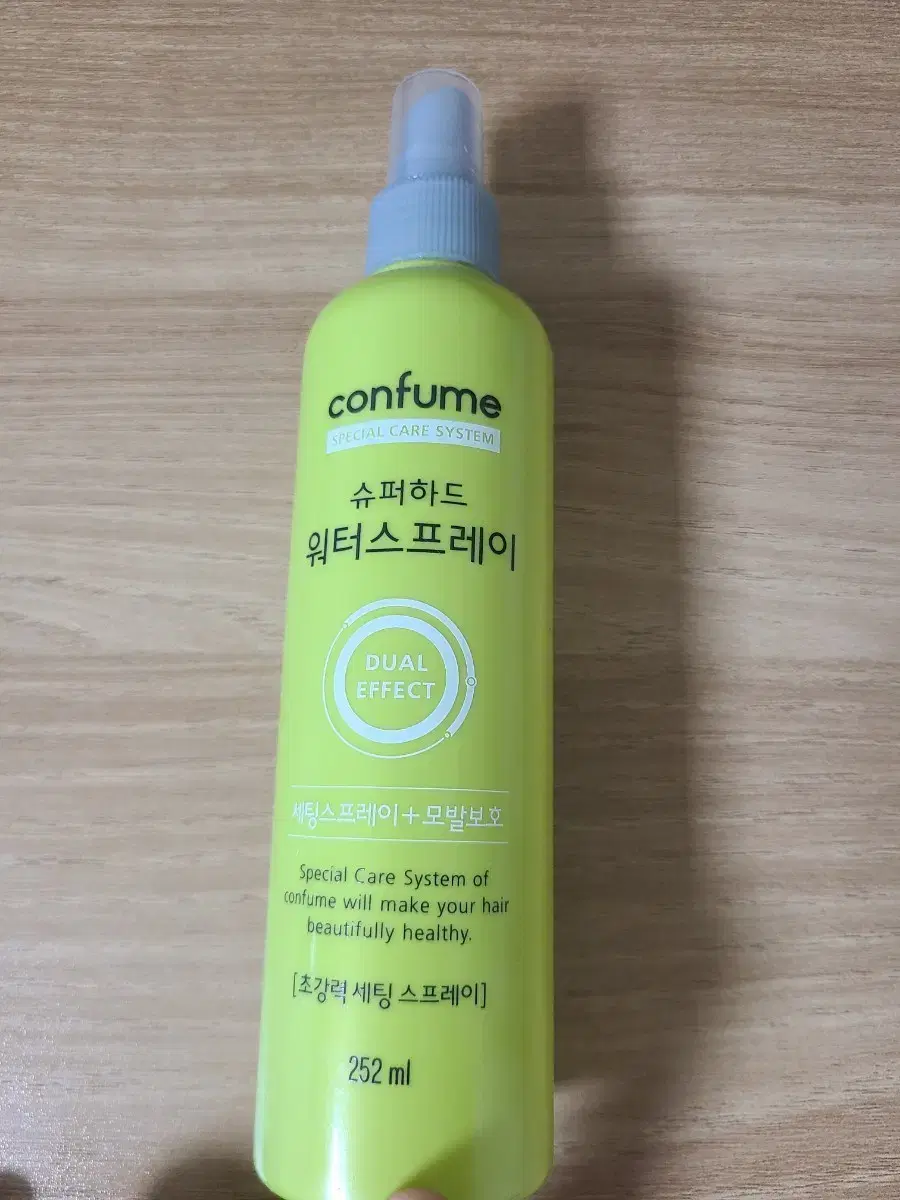 confume
SPECIAL CARE SYSTEM
슈퍼하드
워터스프레이
DUAL
EFFECT
세팅스프레이+모발보호
Special Care System of
confume will make your hair
beautifully healthy.
[초강력 세팅 스프레이]
252 ml